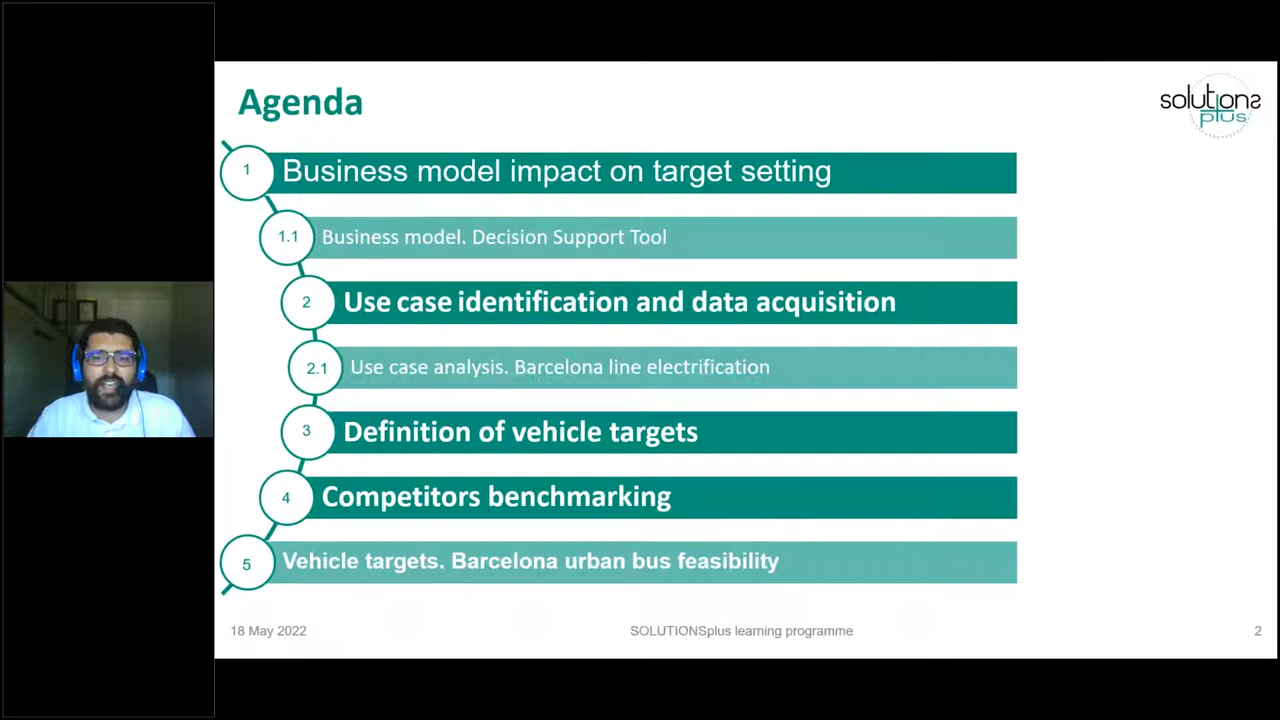 Agenda
solutions
plus
1
Business model impact on target setting
1.1
Business model. Decision Support Tool
2
Use case identification and data acquisition
2.1
Use case analysis. Barcelona line electrification
3
Definition of vehicle targets
4
Competitors benchmarking
5
Vehicle targets. Barcelona urban bus feasibility
18 May 2022
SOLUTIONSplus learning programme
2